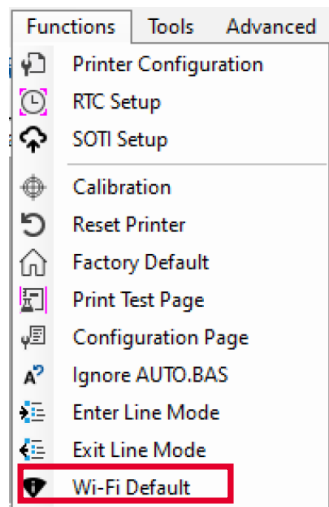 Functions Tools Advanced
Printer Configuration
RTC Setup
SOTI Setup
Calibration
Reset Printer
Factory Default
Print Test Page
Configuration Page
Ignore AUTO.BAS
Enter Line Mode
Exit Line Mode
Wi-Fi Default